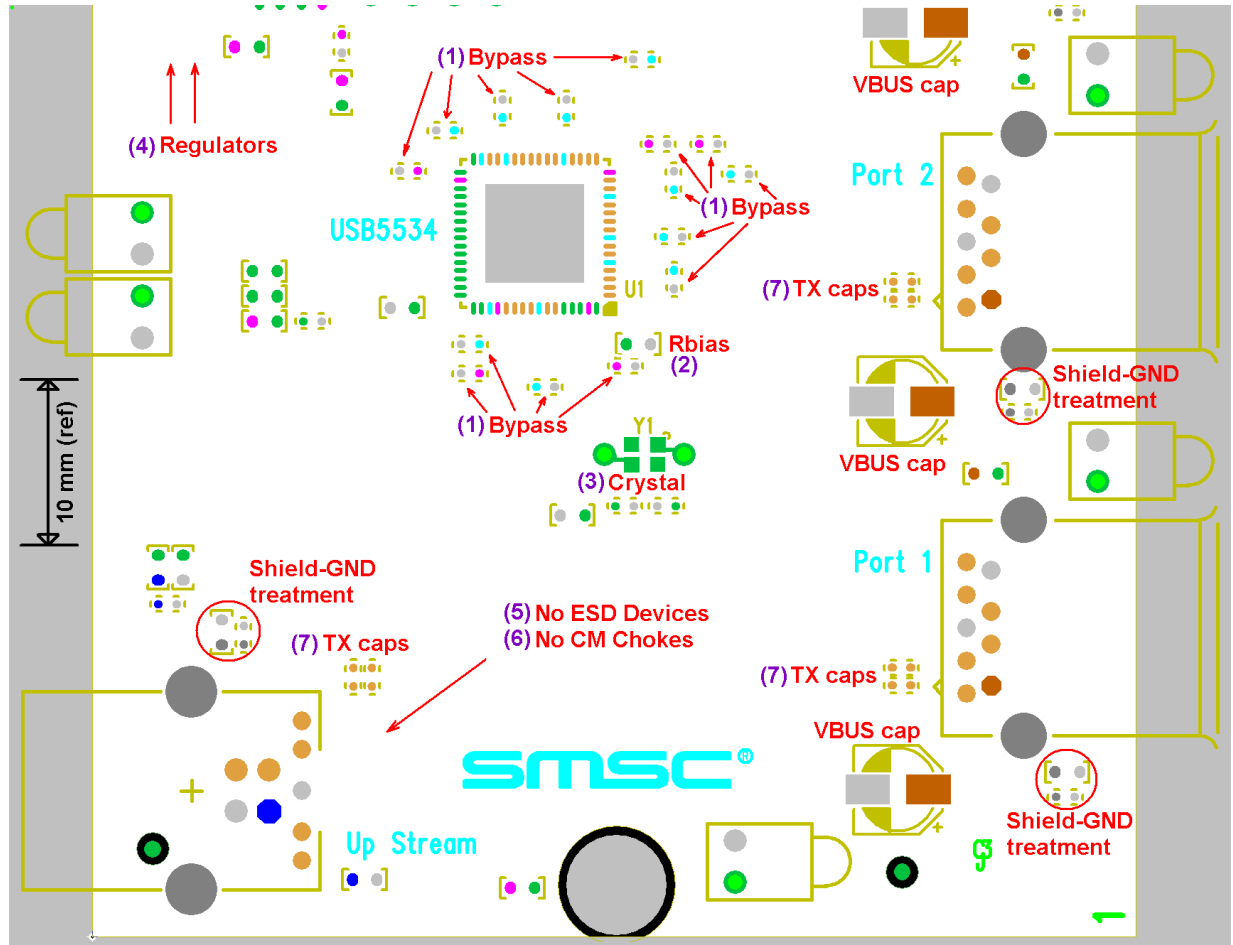 (1) Bypass
VBUS cap
(4) Regulators
Port 2
(1) Bypass
USB5534
U1
(7) TX caps
Rbias
(2)
Shield-GND
treatment
10 mm (ref)
(1) Bypass
Y1
VBUS cap
(3) Crystal
Port 1
Shield-GND
treatment
(5) No ESD Devices
(6) No CM Chokes
(7) TX caps
(7) TX caps
VBUS cap
SMSC®
Shield-GND
treatment
Up Stream
1